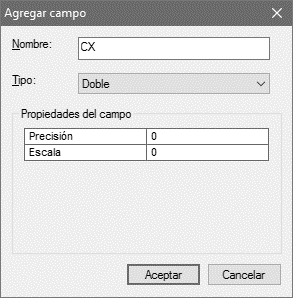 Agregar campo
Nombre: CX
Tipo: Doble
Propiedades del campo
Precisión 0
Escala 0
Aceptar Cancelar